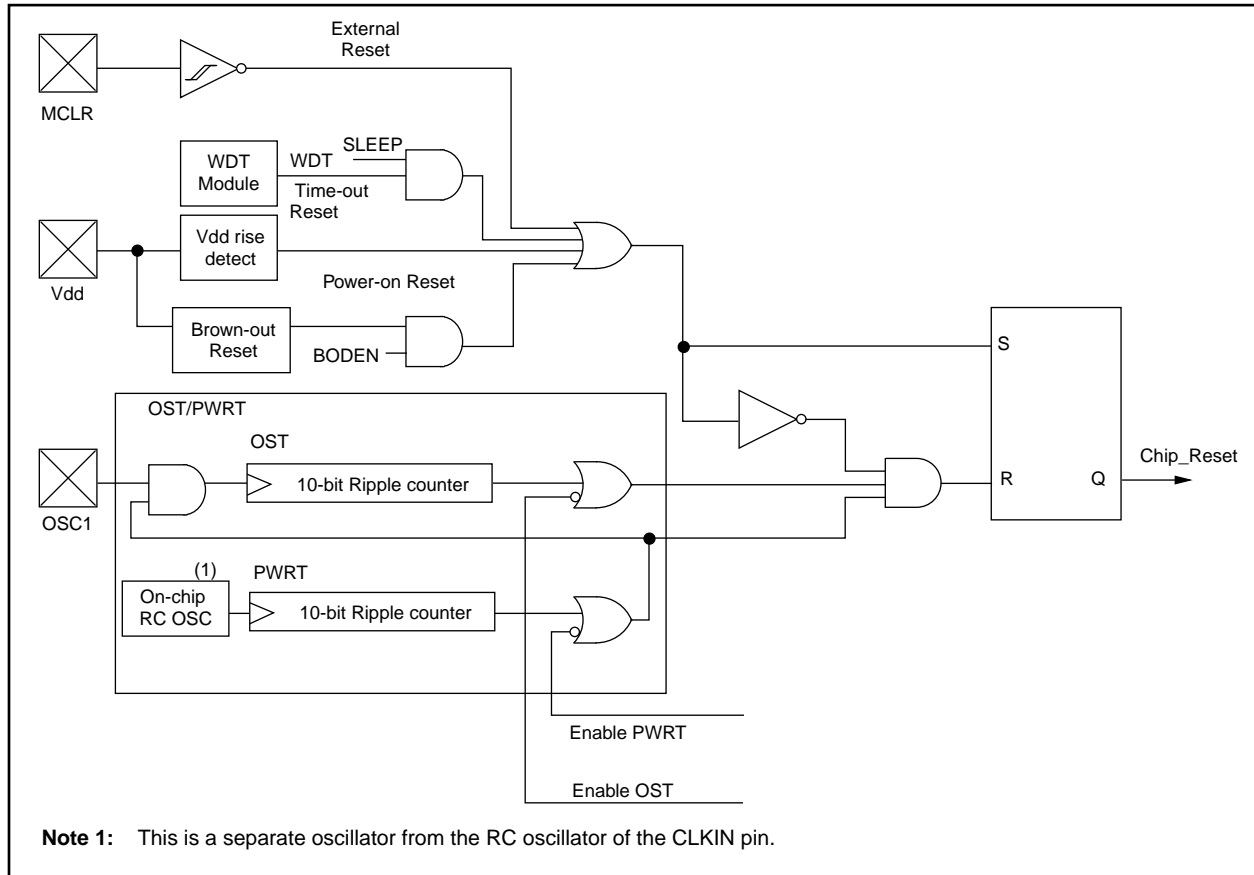 External
Reset
MCLR
SLEEP
WDT
Module
WDT
Time-out
Reset
Vdd rise
detect
Vdd
Power-on Reset
Brown-out
Reset
BODEN
S
OST/PWRT
OST
10-bit Ripple counter
OSC1
Chip_Reset
R
Q
(1)
PWRT
On-chip
RC OSC
10-bit Ripple counter
Enable PWRT
Enable OST
Note 1: This is a separate oscillator from the RC oscillator of the CLKIN pin.